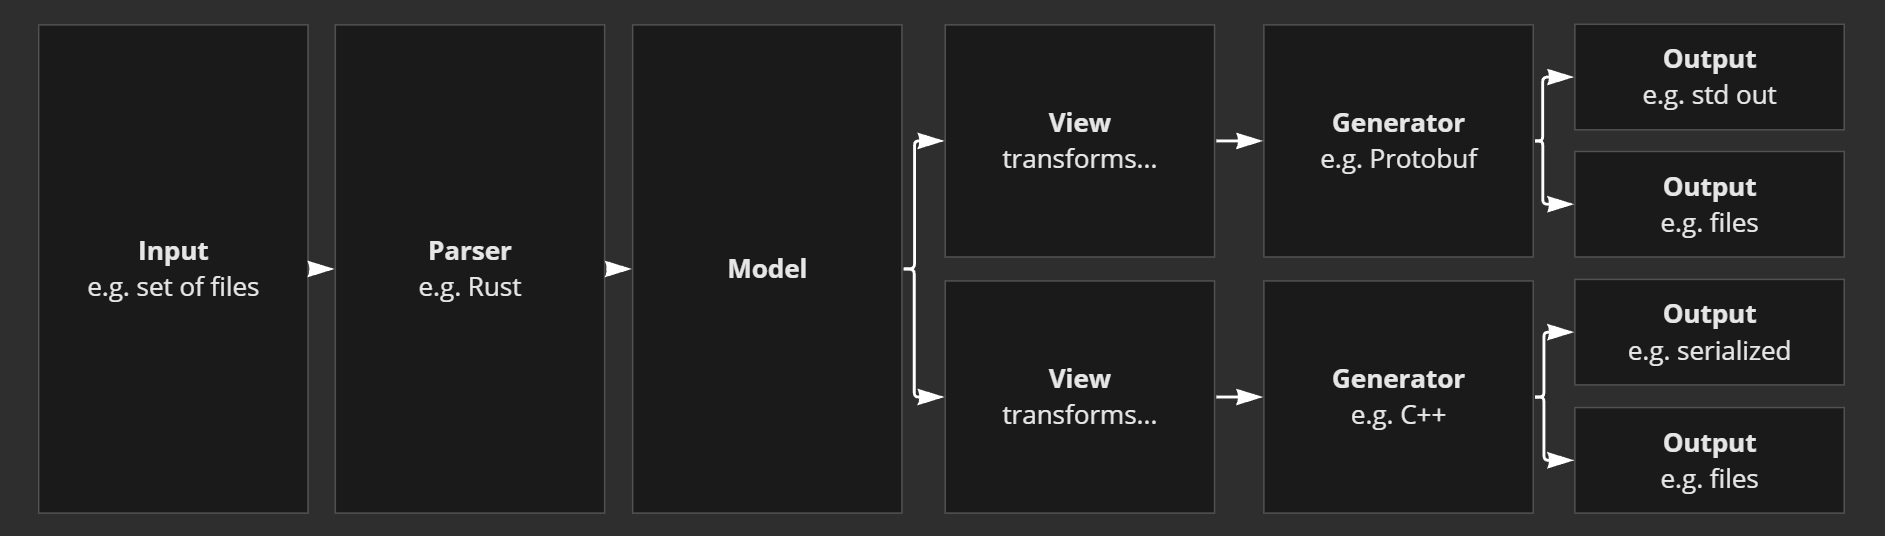 Input
e.g. set of files
Parser
e.g. Rust
Model
View
transforms...
Generator
e.g. Protobuf
Output
e.g. std out
Output
e.g. files
View
transforms...
Generator
e.g. C++
Output
e.g. serialized
Output
e.g. files